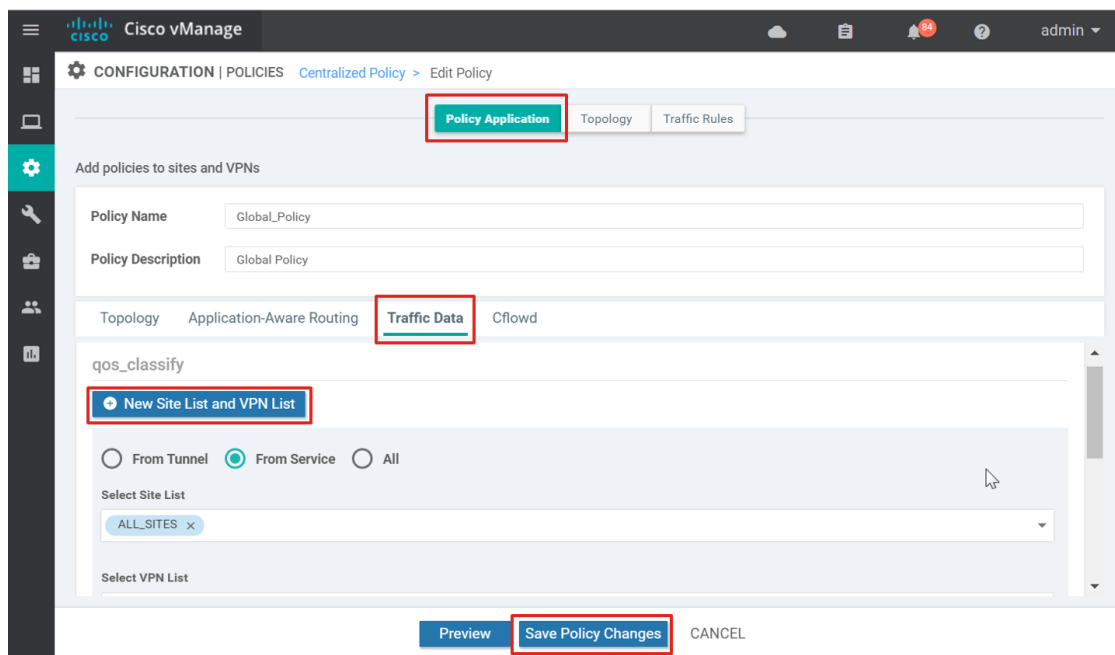 cisco Cisco vManage 84 admin
CONFIGURATION | POLICIES Centralized Policy > Edit Policy
Policy Application Topology Traffic Rules
Add policies to sites and VPNs
Policy Name Global_Policy
Policy Description Global Policy
Topology Application-Aware Routing Traffic Data Cflowd
qos_classify
New Site List and VPN List
From Tunnel From Service All
Select Site List
ALL_SITES ×
Select VPN List
Preview Save Policy Changes CANCEL